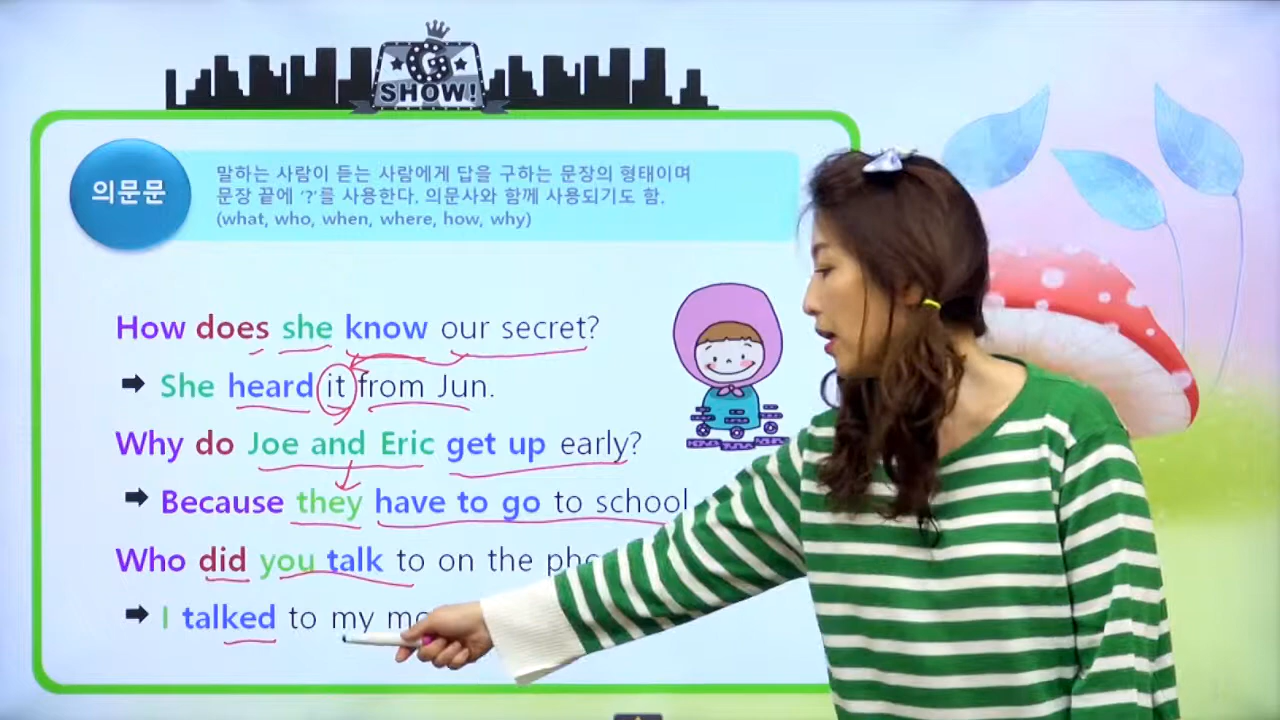 G
SHOW!
의문문
말하는 사람이 듣는 사람에게 답을 구하는 문장의 형태이며
문장 끝에 '?'를 사용한다. 의문사와 함께 사용되기도 함.
(what, who, when, where, how, why)
How does she know our secret?
She heard it from Jun.
Why do Joe and Eric get up early?
Because they have to go to school
Who did you talk to on the
I talked to my